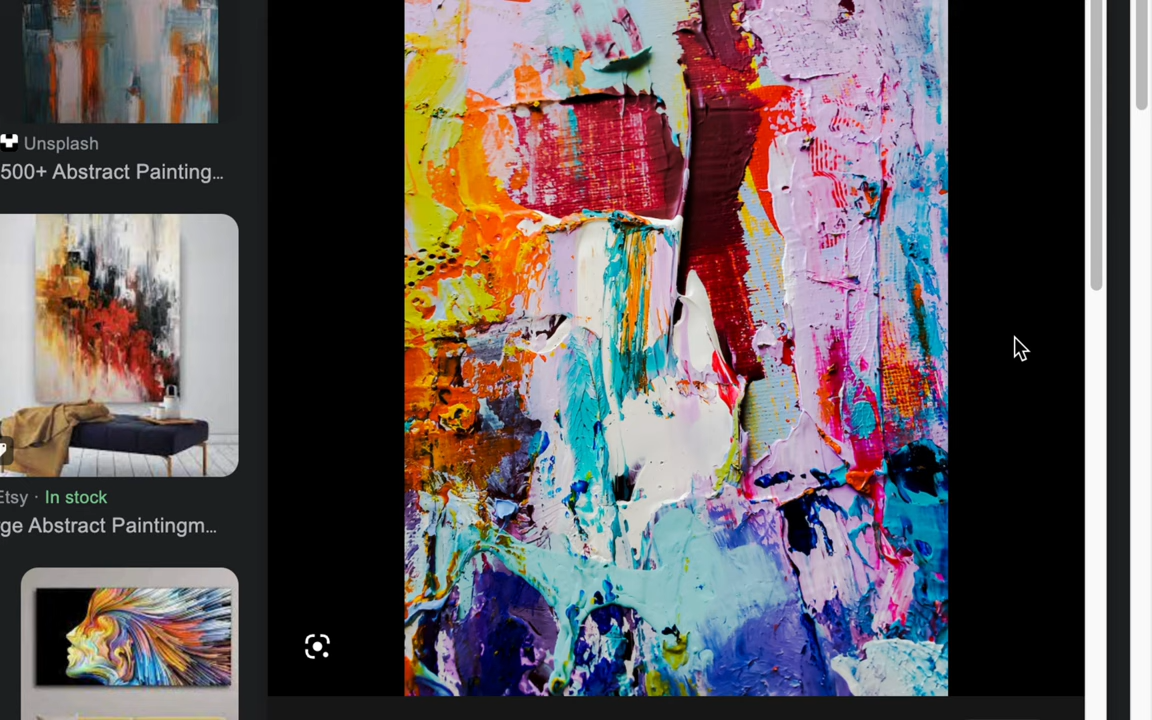 Unsplash
500+ Abstract Painting...
Etsy · In stock
ge Abstract Paintingm...